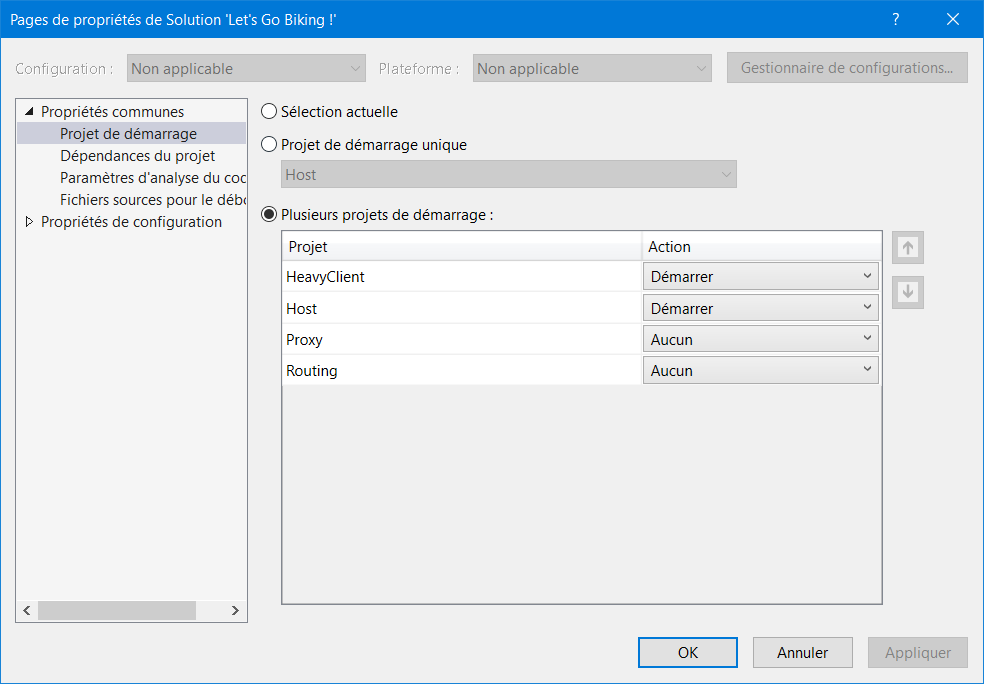 Pages de propriétés de Solution 'Let's Go Biking !'
?
Configuration : Non applicable Plateforme : Non applicable Gestionnaire de configurations...
Propriétés communes
Projet de démarrage
Dépendances du projet
Paramètres d'analyse du coc
Fichiers sources pour le débo
Propriétés de configuration
Sélection actuelle
Projet de démarrage unique
Host
Plusieurs projets de démarrage :
Projet Action
HeavyClient Démarrer
Host Démarrer
Proxy Aucun
Routing Aucun
OK Annuler Appliquer